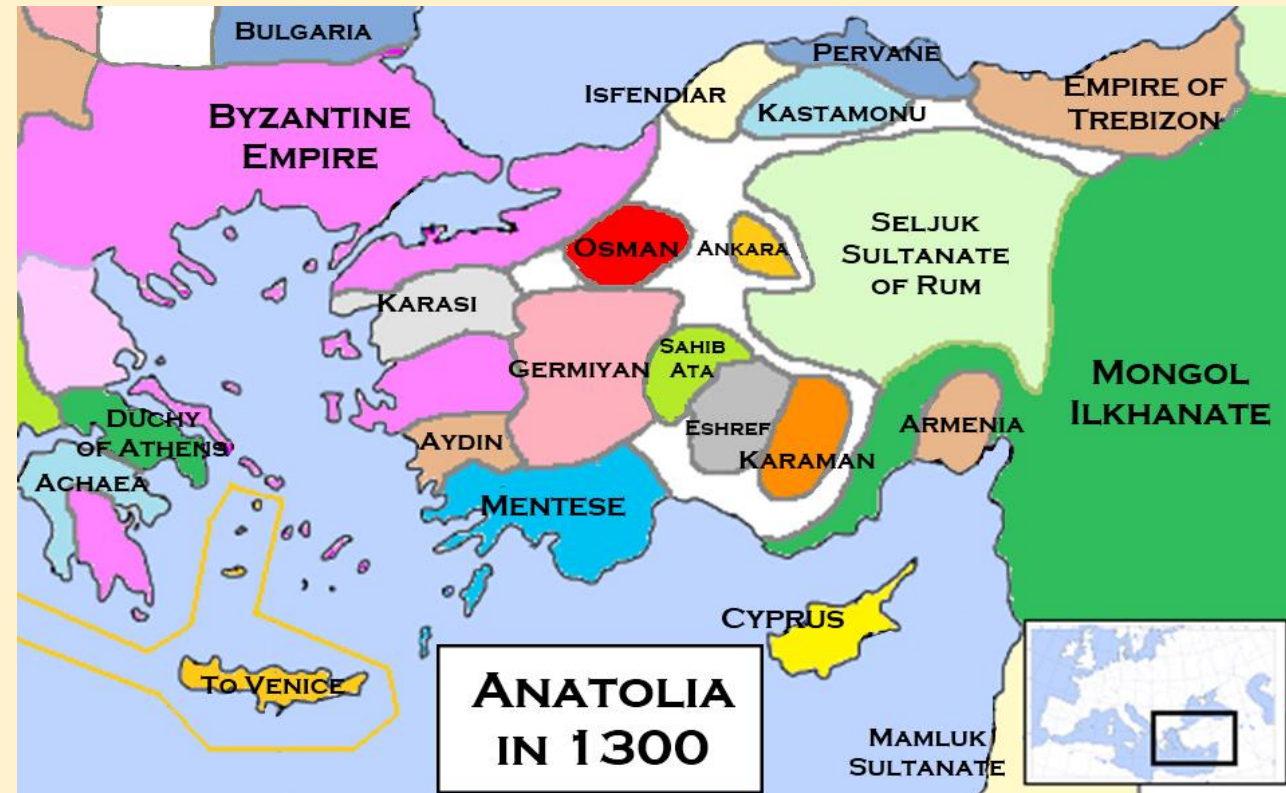 BULGARIA
PERVANE
ISFENDIAR
KASTAMONU
EMPIRE OF
TREBIZON
BYZANTINE
EMPIRE
OSMAN
ANKARA
SELJUK
SULTANATE
OF RUM
KARASI
GERMIYAN
SAHIB
ATA
MONGOL
ILKHANATE
DUCHY
OF ATHENS
ACHAEA
AYDIN
ESHREF
KARAMAN
ARMENIA
MENTESE
CYPRUS
TO VENICE
ANATOLIA
IN 1300
MAMLUK
SULTANATE